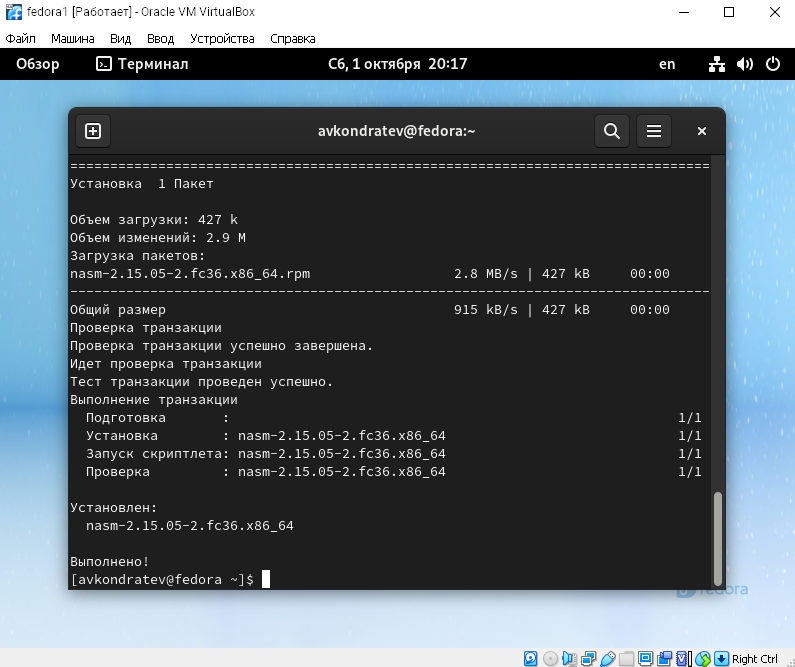 fedora1 [Работает] - Oracle VM VirtualBox
Файл Машина Вид Ввод Устройства Справка
Обзор Терминал Сб, 1 октября 20:17 en
avkondratev@fedora:~
================================================================================
Установка 1 Пакет
Объем загрузки: 427 k
Объем изменений: 2.9 M
Загрузка пакетов:
nasm-2.15.05-2.fc36.x86_64.rpm 2.8 MB/s | 427 kB 00:00
--------------------------------------------------------------------------------
Общий размер 915 kB/s | 427 kB 00:00
Проверка транзакции
Проверка транзакции успешно завершена.
Идет проверка транзакции
Тест транзакции проведен успешно.
Выполнение транзакции
Подготовка : 1/1
Установка : nasm-2.15.05-2.fc36.x86_64 1/1
Запуск скриптлета: nasm-2.15.05-2.fc36.x86_64 1/1
Проверка : nasm-2.15.05-2.fc36.x86_64 1/1
Установлен:
nasm-2.15.05-2.fc36.x86_64
Выполнено!
[avkondratev@fedora ~]$
fedora
Right Ctrl